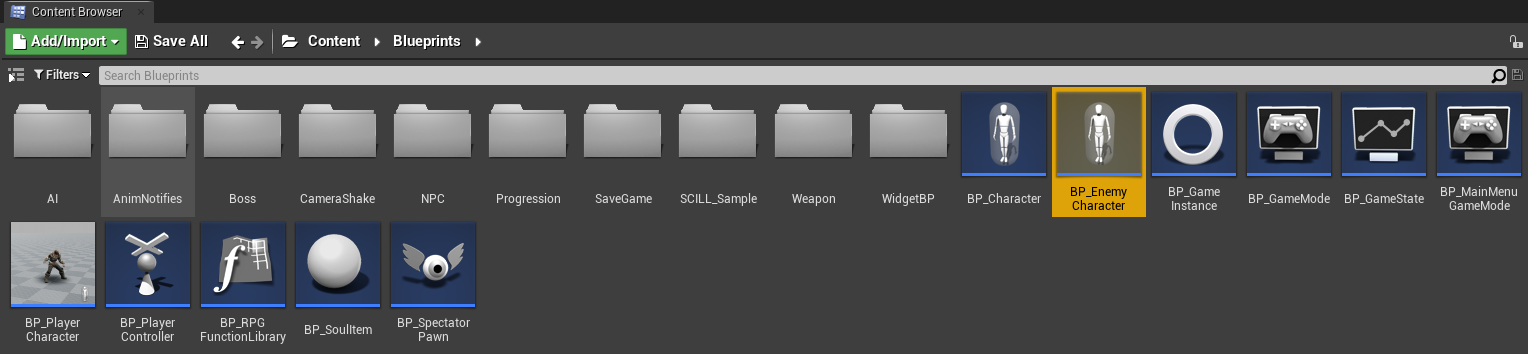 Content Browser
Add/Import
Save All
Content
Blueprints
Filters
Search Blueprints
AI
AnimNotifies
Boss
CameraShake
NPC
Progression
SaveGame
SCILL_Sample
Weapon
WidgetBP
BP_Character
BP_Enemy
Character
BP_Game
Instance
BP_GameMode
BP_GameState
BP_MainMenu
GameMode
BP_Player
Character
BP_Player
Controller
BP_RPG
FunctionLibrary
BP_SoulItem
BP_Spectator
Pawn